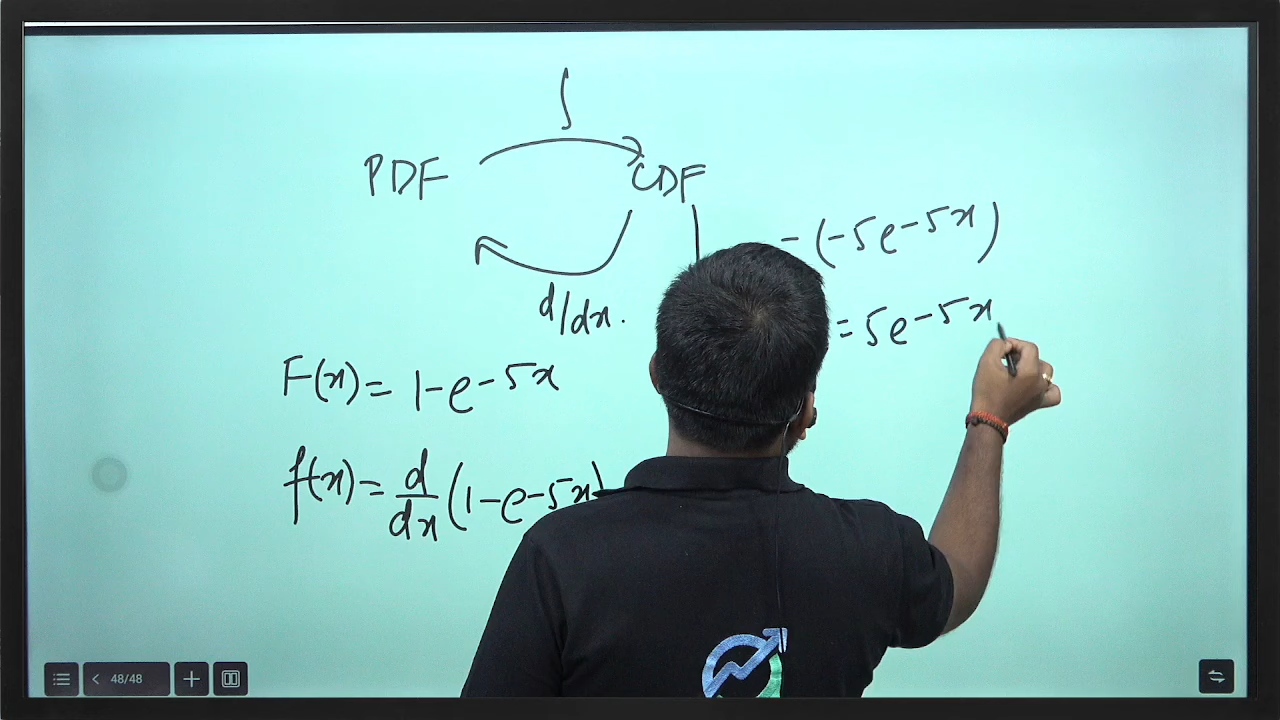 ∫
PDF CDF
d/dx.
F(x) = 1-e-5x
f(x) = d/dx (1-e-5x)
-(-5e-5x)
= 5e-5x
48/48